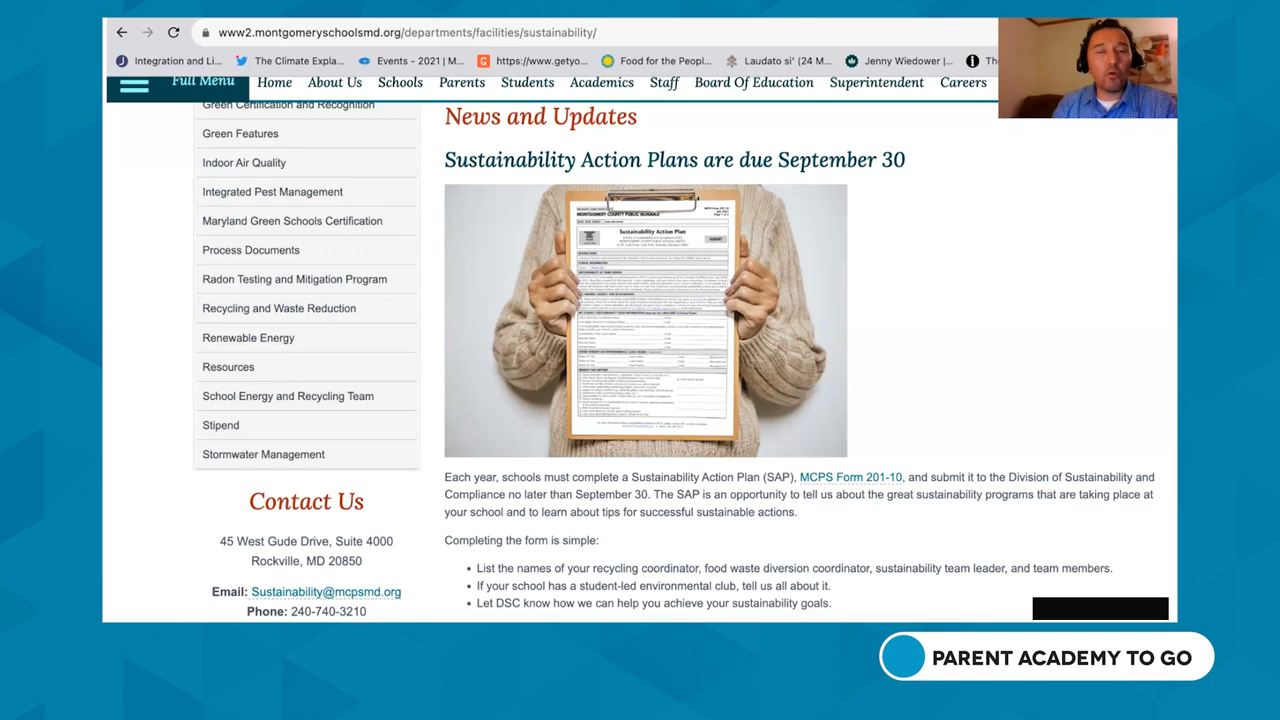 www2.montgomeryschoolsmd.org/departments/facilities/sustainability/
Integration and Li... The Climate Expla... Events - 2021 | M... https://www.getyo... Food for the Peopl... Laudato si' (24 M... Jenny Wiedower |...
Full Menu Home About Us Schools Parents Students Academics Staff Board Of Education Superintendent Careers
Green Certification and Recognition
Green Features
Indoor Air Quality
Integrated Pest Management
Maryland Green Schools Certification
Process Documents
Radon Testing and Mitigation Program
Recycling and Waste Reduction
Renewable Energy
Resources
School Energy and Recycling Team
Stipend
Stormwater Management
Contact Us
45 West Gude Drive, Suite 4000
Rockville, MD 20850
Email: Sustainability@mcpsmd.org
Phone: 240-740-3210
News and Updates
Sustainability Action Plans are due September 30
MONTGOMERY COUNTY PUBLIC SCHOOLS
Sustainability Action Plan
Each year, schools must complete a Sustainability Action Plan (SAP), MCPS Form 201-10, and submit it to the Division of Sustainability and
Compliance no later than September 30. The SAP is an opportunity to tell us about the great sustainability programs that are taking place at
your school and to learn about tips for successful sustainable actions.
Completing the form is simple:
• List the names of your recycling coordinator, food waste diversion coordinator, sustainability team leader, and team members.
• If your school has a student-led environmental club, tell us all about it.
• Let DSC know how we can help you achieve your sustainability goals.
PARENT ACADEMY TO GO